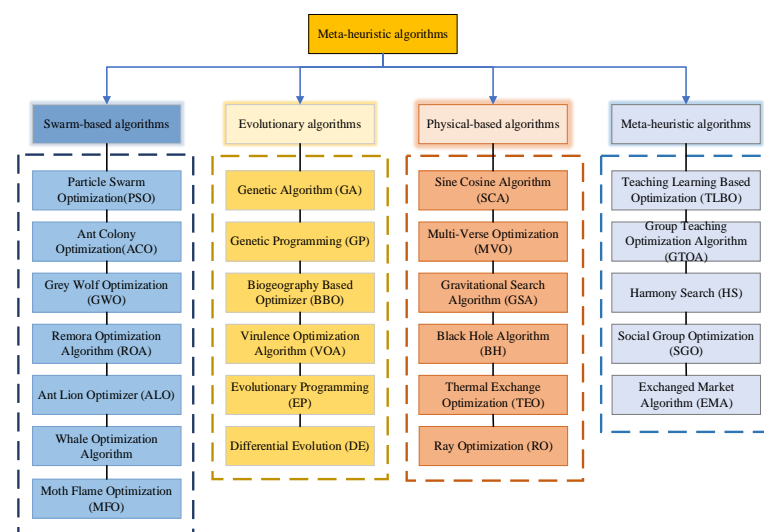 Meta-heuristic algorithms
Swarm-based algorithms
Evolutionary algorithms
Physical-based algorithms
Meta-heuristic algorithms
Particle Swarm
Optimization(PSO)
Ant Colony
Optimization(ACO)
Grey Wolf Optimization
(GWO)
Remora Optimization
Algorithm (ROA)
Ant Lion Optimizer (ALO)
Whale Optimization
Algorithm
Moth Flame Optimization
(MFO)
Genetic Algorithm (GA)
Genetic Programming (GP)
Biogeography Based
Optimizer (BBO)
Virulence Optimization
Algorithm (VOA)
Evolutionary Programming
(EP)
Differential Evolution (DE)
Sine Cosine Algorithm
(SCA)
Multi-Verse Optimization
(MVO)
Gravitational Search
Algorithm (GSA)
Black Hole Algorithm
(BH)
Thermal Exchange
Optimization (TEO)
Ray Optimization (RO)
Teaching Learning Based
Optimization (TLBO)
Group Teaching
Optimization Algorithm
(GTOA)
Harmony Search (HS)
Social Group Optimization
(SGO)
Exchanged Market
Algorithm (EMA)